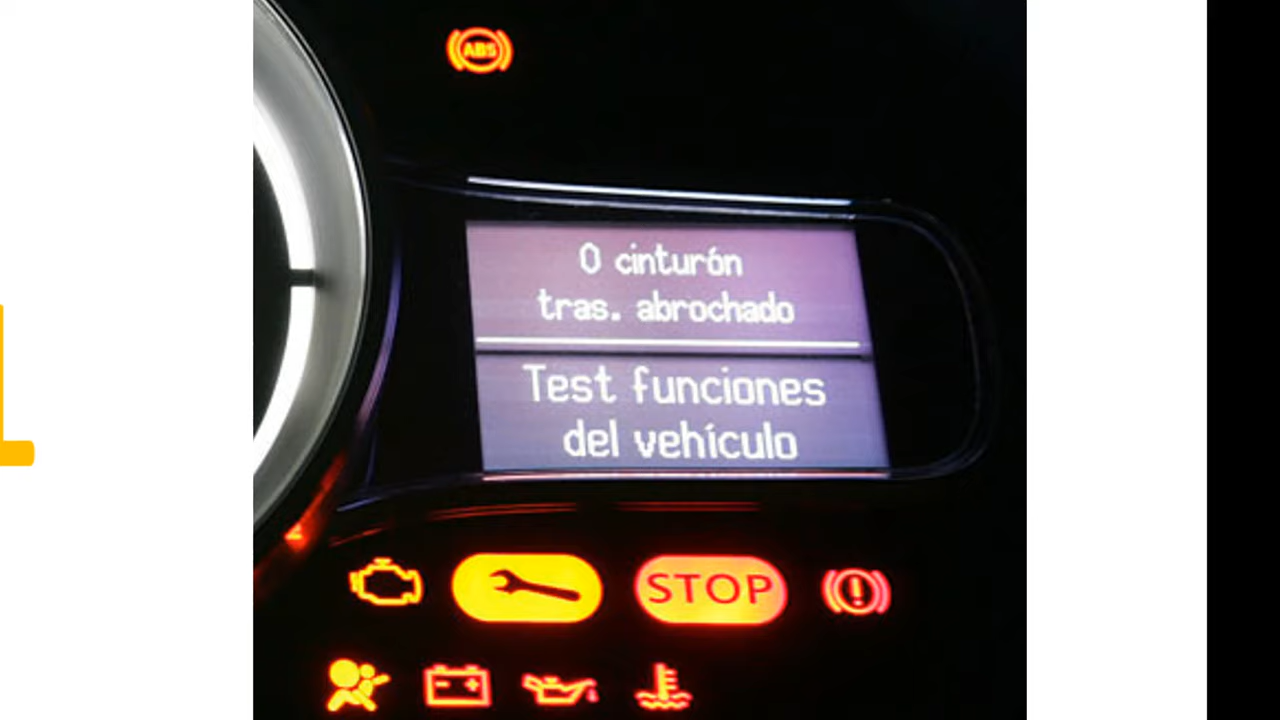 ABS
0 cinturón
tras. abrochado
Test funciones
del vehículo
STOP